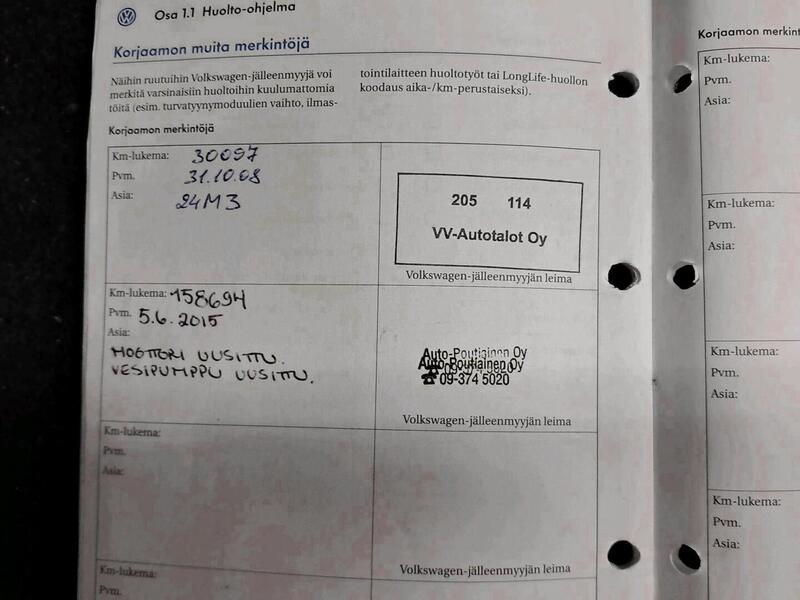 Osa 1.1 Huolto-ohjelma
Korjaamon muita merkintöjä
Näihin ruutuihin Volkswagen-jälleenmyyjä voi
merkitä varsinaisiin huoltoihin kuulumattomia
töitä (esim. turvatyynymoduulien vaihto, ilmas-
tointilaitteen huoltotyöt tai LongLife-huollon
koodaus aika-/km-perustaiseksi).
Korjaamon merkintöjä
Km-lukema: 30097
Pvm. 31.10.08
Asia: 24M3
205 114
VV-Autotalot Oy
Volkswagen-jälleenmyyjän leima
Km-lukema: 158694
Pvm. 5.6.2015
Asia:
MOOTTORI UUSITTU.
VESIPUMPPU UUSITTU.
Auto-Poutiainen Oy
Auto-Poutiainen Oy
☎ 09-374 5020
Volkswagen-jälleenmyyjän leima
Km-lukema:
Pvm.
Asia:
Volkswagen-jälleenmyyjän leima
Km-lukema:
Pvm.
Korjaamon merkint
Km-lukema:
Pvm.
Asia:
Km-lukema:
Pvm.
Asia:
Km-lukema:
Pvm.
Asia:
Km-lukema:
Pvm.
Asia: